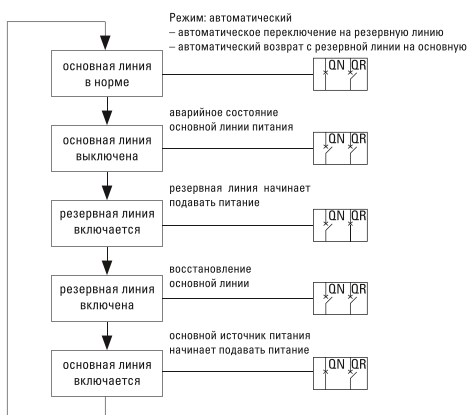 Режим: автоматический
– автоматическое переключение на резервную линию
– автоматический возврат с резервной линии на основную
основная линия
в норме
QN QR
аварийное состояние
основной линии питания
основная линия
выключена
QN QR
резервная линия начинает
подавать питание
резервная линия
включается
QN QR
восстановление
основной линии
резервная линия
включена
QN QR
основной источник питания
начинает подавать питание
основная линия
включается
QN QR